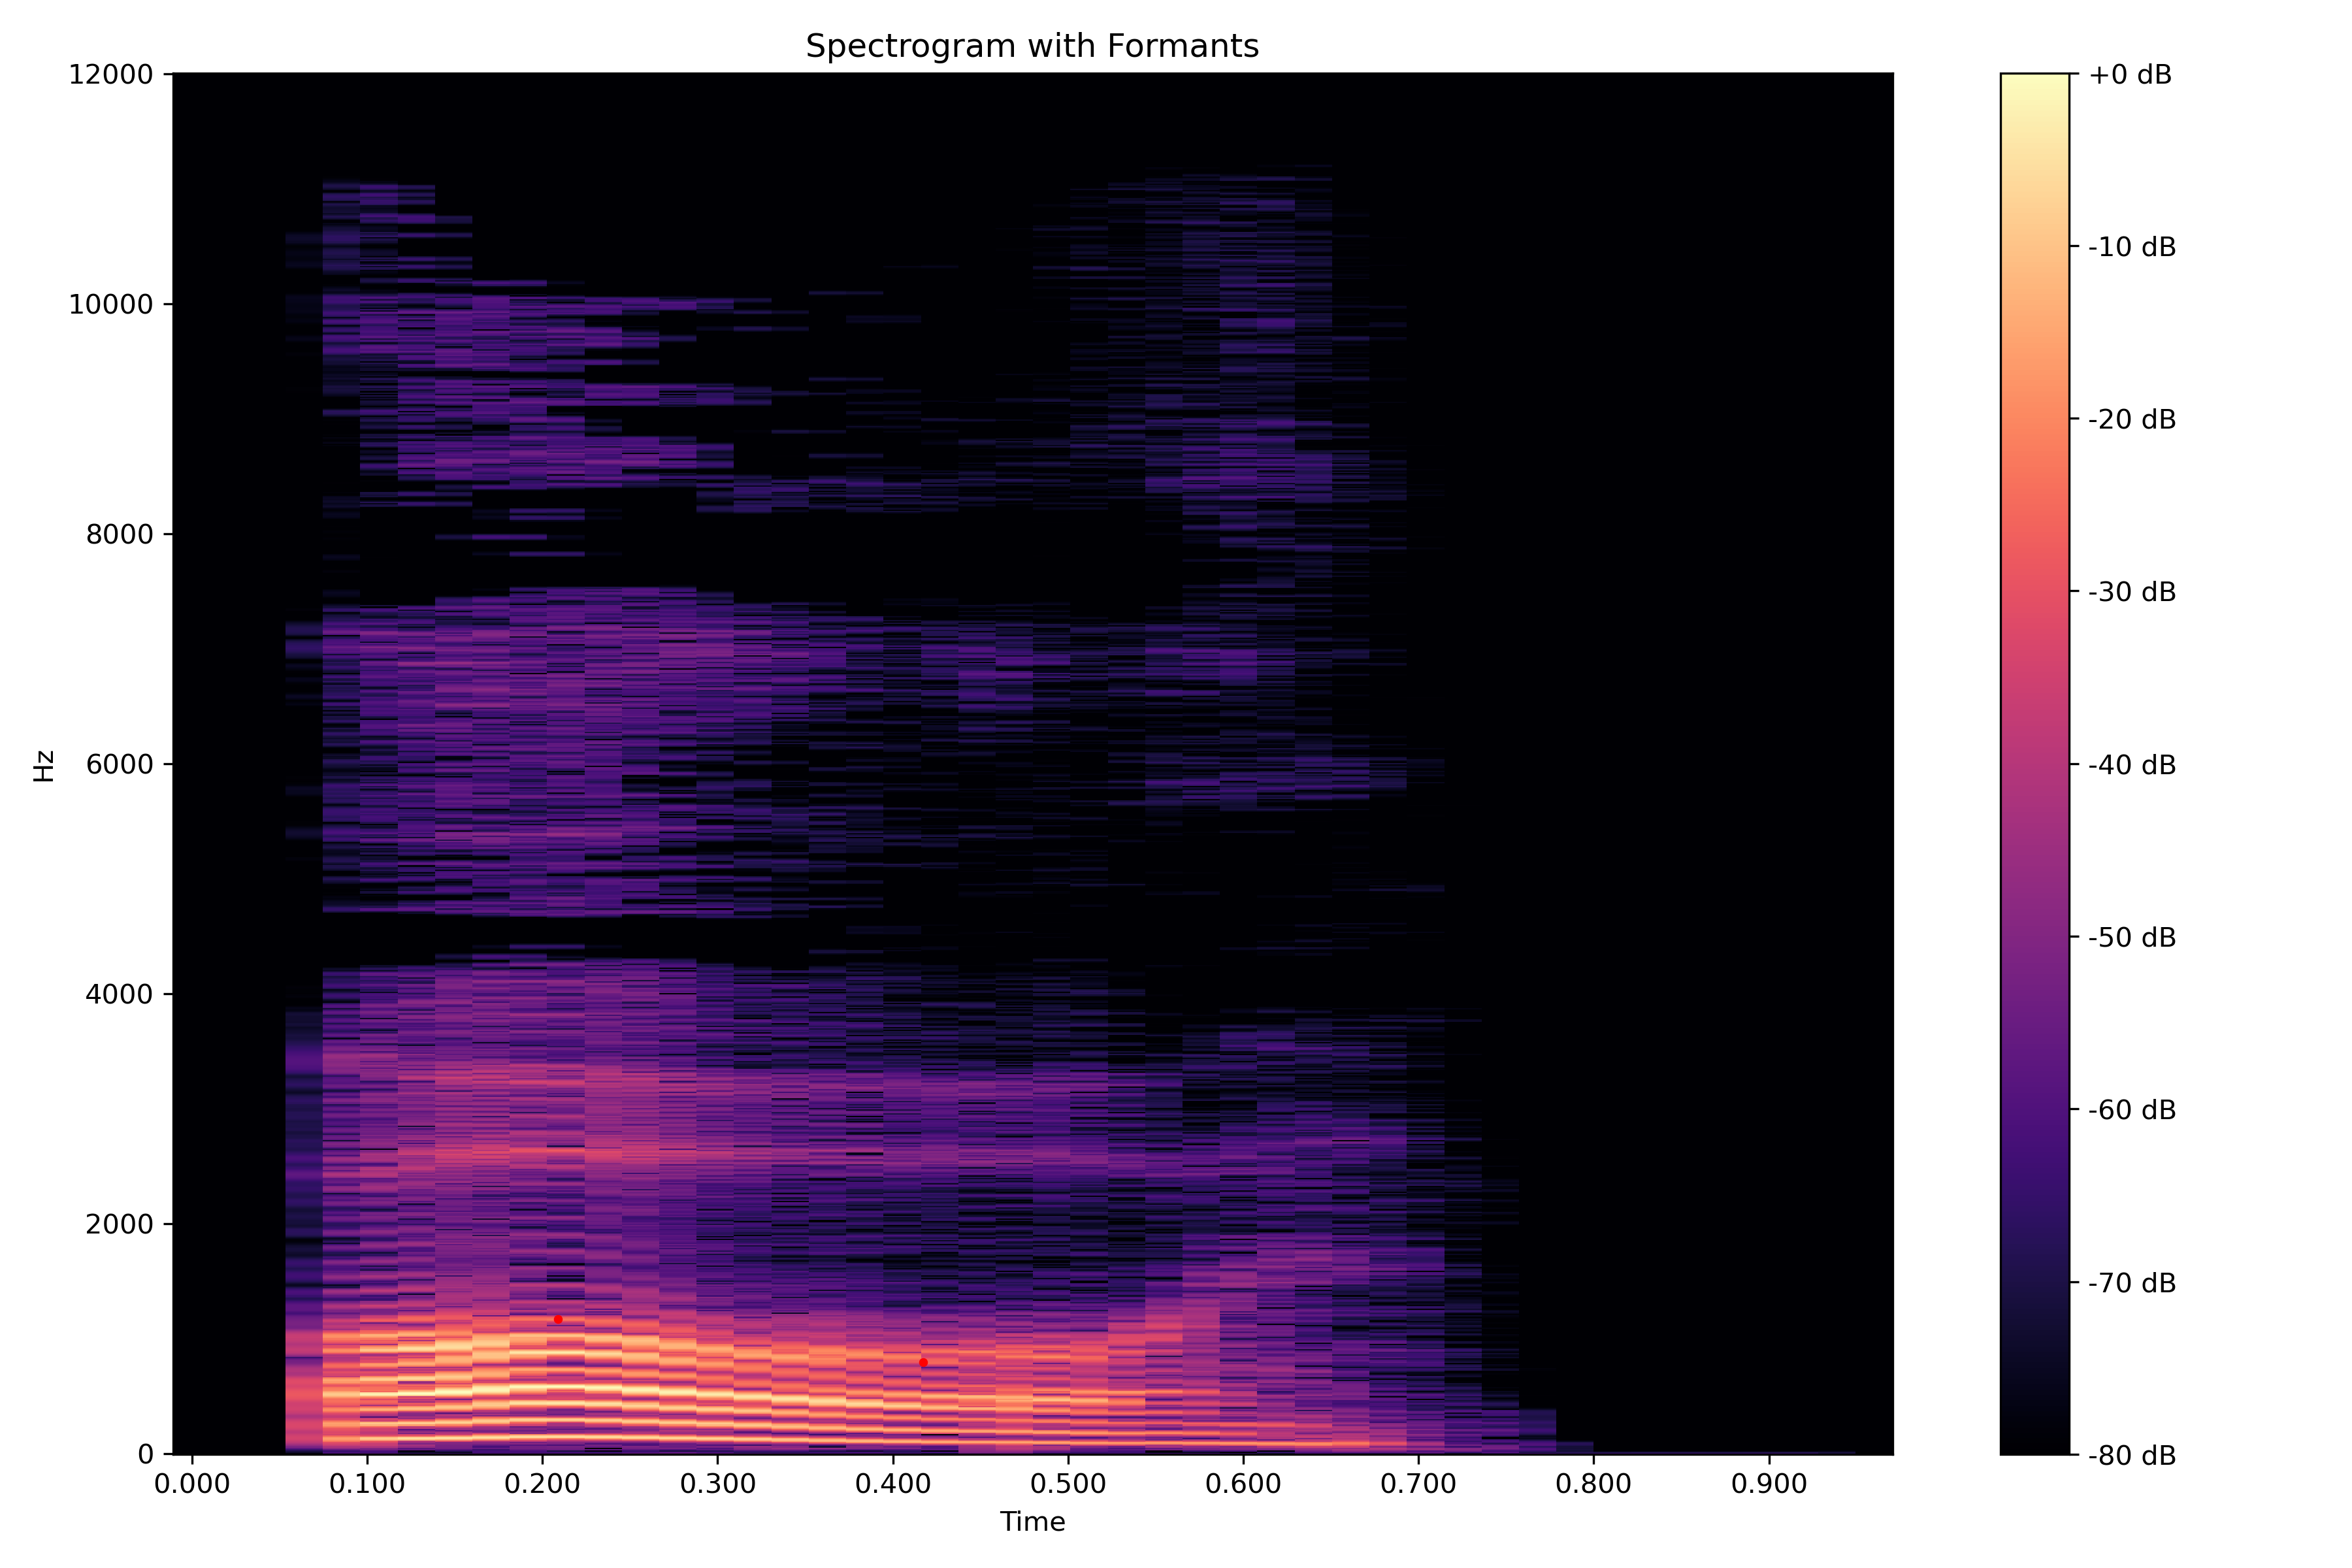 Spectrogram with Formants
12000
10000
8000
6000
4000
2000
0
Hz
0.000 0.100 0.200 0.300 0.400 0.500 0.600 0.700 0.800 0.900
Time
+0 dB
-10 dB
-20 dB
-30 dB
-40 dB
-50 dB
-60 dB
-70 dB
-80 dB